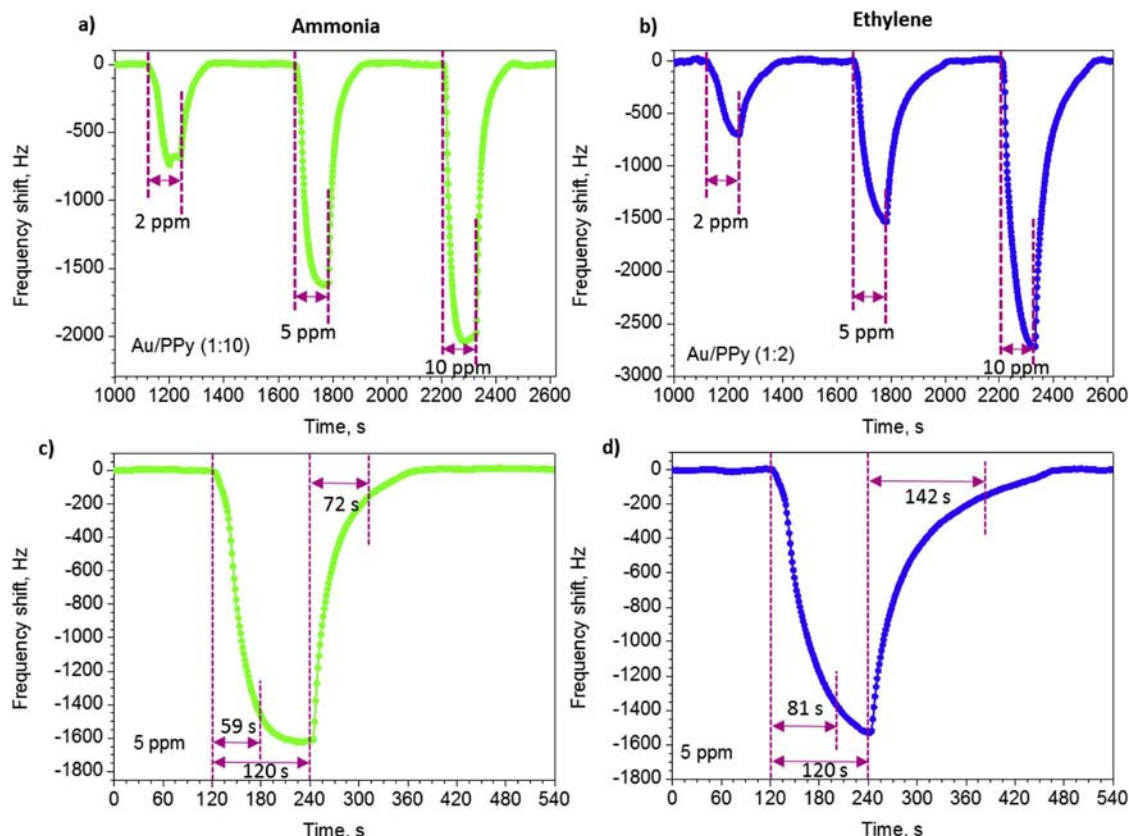 a)
Ammonia
0
-500
-1000
-1500
-2000
Frequency shift, Hz
2 ppm
5 ppm
10 ppm
Au/PPy (1:10)
1000 1200 1400 1600 1800 2000 2200 2400 2600
Time, s
b)
Ethylene
0
-500
-1000
-1500
-2000
-2500
-3000
Frequency shift, Hz
2 ppm
5 ppm
10 ppm
Au/PPy (1:2)
1000 1200 1400 1600 1800 2000 2200 2400 2600
Time, s
c)
0
-200
-400
-600
-800
-1000
-1200
-1400
-1600
-1800
Frequency shift, Hz
72 s
59 s
120 s
5 ppm
0 60 120 180 240 300 360 420 480 540
Time, s
d)
0
-200
-400
-600
-800
-1000
-1200
-1400
-1600
-1800
Frequency shift, Hz
142 s
81 s
120 s
5 ppm
0 60 120 180 240 300 360 420 480 540
Time, s